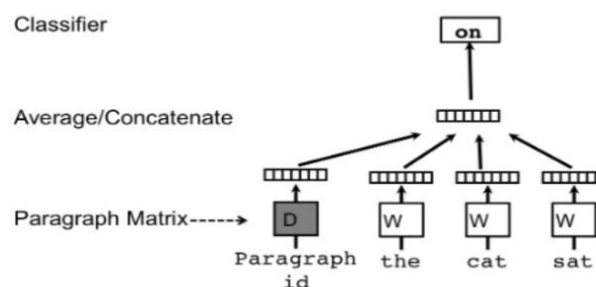 Classifier
on
Average/Concatenate
Paragraph Matrix
D
W
W
W
Paragraph
id
the
cat
sat